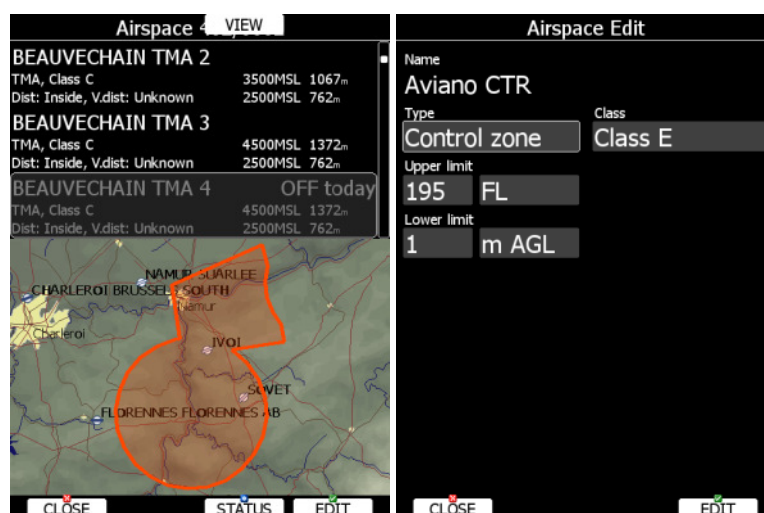 Airspace 4
VIEW
BEAUVECHAIN TMA 2
TMA, Class C 3500MSL 1067m
Dist: Inside, V.dist: Unknown 2500MSL 762m
BEAUVECHAIN TMA 3
TMA, Class C 4500MSL 1372m
Dist: Inside, V.dist: Unknown 2500MSL 762m
BEAUVECHAIN TMA 4 OFF today
TMA, Class C 4500MSL 1372m
Dist: Inside, V.dist: Unknown 2500MSL 762m
NAMUR SUARLEE
CHARLEROI BRUSSELS SOUTH
Namur
Charleroi
IVOI
SOVET
FLORENNES FLORENNES AB
CLOSE STATUS EDIT
Airspace Edit
Name
Aviano CTR
Type Class
Control zone Class E
Upper limit
195 FL
Lower limit
1 m AGL
CLOSE EDIT